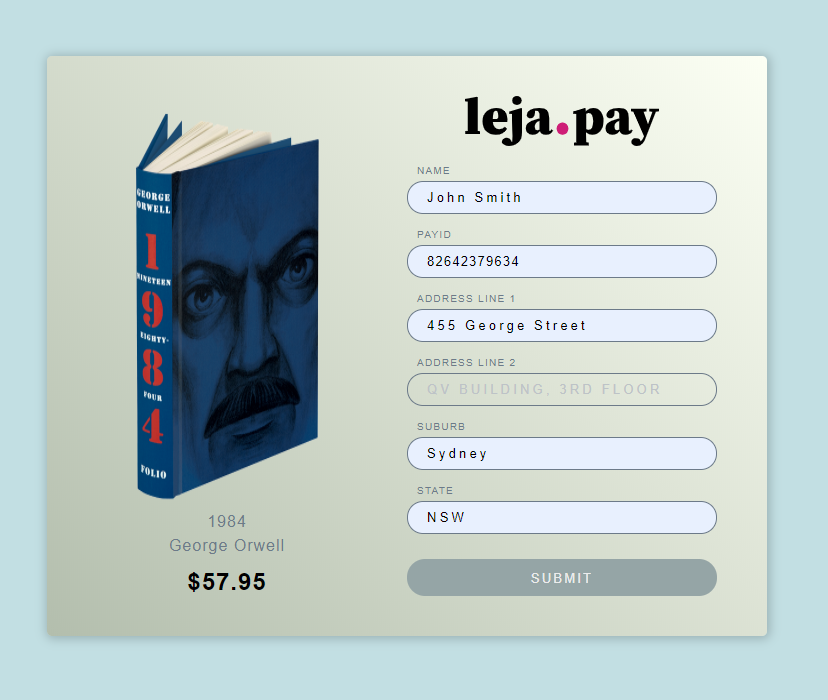 GEORGE
ORWELL
1
NINETEEN
9
EIGHTY-
8
FOUR
4
FOLIO
1984
George Orwell
$57.95
leja.pay
NAME
John Smith
PAYID
82642379634
ADDRESS LINE 1
455 George Street
ADDRESS LINE 2
QV BUILDING, 3RD FLOOR
SUBURB
Sydney
STATE
NSW
SUBMIT